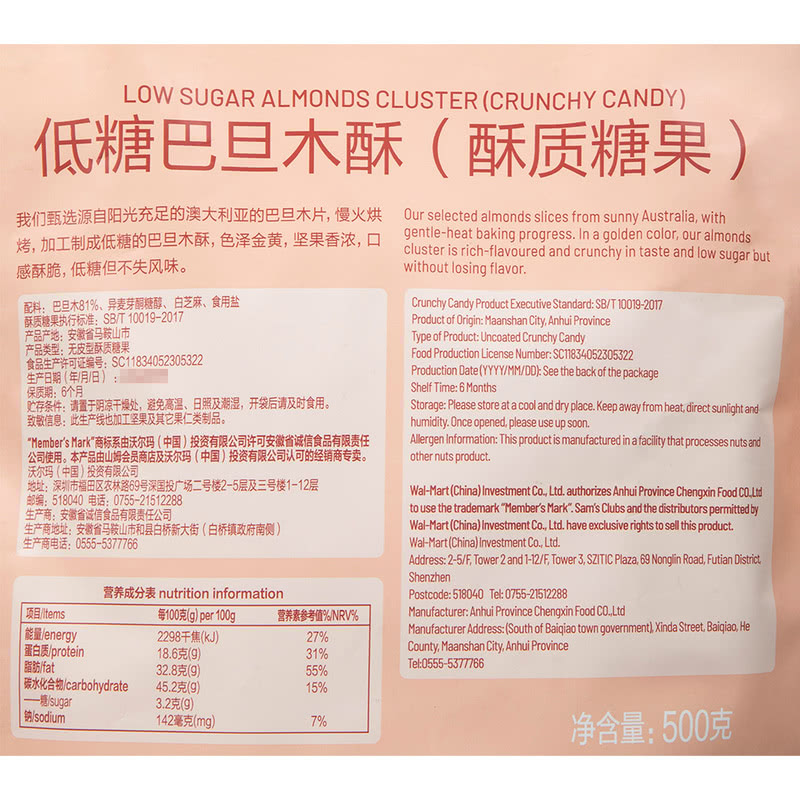 LOW SUGAR ALMONDS CLUSTER (CRUNCHY CANDY)
低糖巴旦木酥（酥质糖果）
我们甄选源自阳光充足的澳大利亚的巴旦木片，慢火烘
烤，加工制成低糖的巴旦木酥，色泽金黄，坚果香浓，口
感酥脆，低糖但不失风味。
Our selected almonds slices from sunny Australia, with
gentle-heat baking progress. In a golden color, our almonds
cluster is rich-flavoured and crunchy in taste and low sugar but
without losing flavor.
配料：巴旦木81%、异麦芽酮糖醇、白芝麻、食用盐
酥质糖果执行标准：SB/T 10019-2017
产品产地：安徽省马鞍山市
产品类型：无皮型酥质糖果
食品生产许可证编号：SC11834052305322
生产日期（年/月/日）：
保质期：6个月
贮存条件：请置于阴凉干燥处，避免高温、日照及潮湿，开袋后请及时食用。
致敏信息：此生产线也加工坚果及其它果仁类制品。
“Member's Mark”商标系由沃尔玛（中国）投资有限公司许可安徽省诚信食品有限责任
公司使用。本产品由山姆会员商店及沃尔玛（中国）投资有限公司认可的经销商专卖。
沃尔玛（中国）投资有限公司
地址：深圳市福田区农林路69号深国投广场二号楼2-5层及三号楼1-12层
邮编：518040 电话：0755-21512288
生产商：安徽省诚信食品有限责任公司
生产商地址：安徽省马鞍山市和县白桥新大街（白桥镇政府南侧）
生产商电话：0555-5377766
Crunchy Candy Product Executive Standard: SB/T 10019-2017
Product of Origin: Maanshan City, Anhui Province
Type of Product: Uncoated Crunchy Candy
Food Production License Number: SC11834052305322
Production Date (YYYY/MM/DD): See the back of the package
Shelf Time: 6 Months
Storage: Please store at a cool and dry place. Keep away from heat, direct sunlight and
humidity. Once opened, please use up soon.
Allergen Information: This product is manufactured in a facility that processes nuts and
other nuts product.
Wal-Mart (China) Investment Co., Ltd. authorizes Anhui Province Chengxin Food CO.,Ltd
to use the trademark “Member's Mark”. Sam's Clubs and the distributors permitted by
Wal-Mart (China) Investment Co., Ltd. have exclusive rights to sell this product.
Wal-Mart (China) Investment Co., Ltd.
Address: 2-5/F, Tower 2 and 1-12/F, Tower 3, SZITIC Plaza, 69 Nonglin Road, Futian District,
Shenzhen
Postcode: 518040 Tel: 0755-21512288
Manufacturer: Anhui Province Chengxin Food CO.,Ltd
Manufacturer Address: (South of Baiqiao town government), Xinda Street, Baiqiao, He
County, Maanshan City, Anhui Province
Tel:0555-5377766
营养成分表 nutrition information
项目/Items 每100克(g) per 100g 营养素参考值%/NRV%
能量/energy 2298千焦(kJ) 27%
蛋白质/protein 18.6克(g) 31%
脂肪/fat 32.8克(g) 55%
碳水化合物/carbohydrate 45.2克(g) 15%
——糖/sugar 3.2克(g)
钠/sodium 142毫克(mg) 7%
净含量：500克